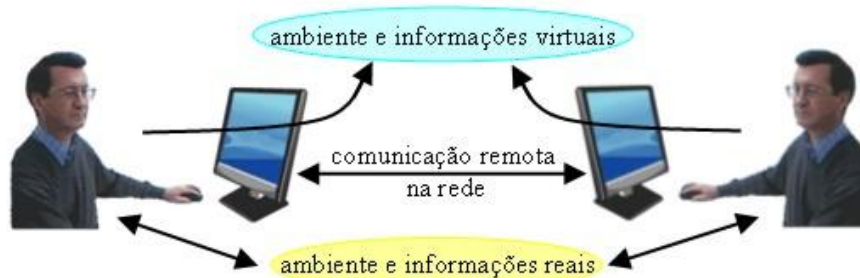 ambiente e informações virtuais
comunicação remota
na rede
ambiente e informações reais